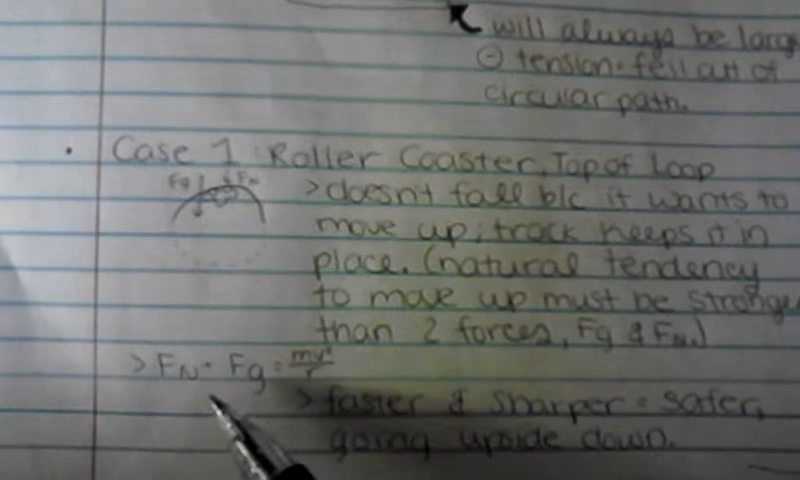 will always be large
⊖ tension = fell out of
circular path.
• Case 1: Roller Coaster, Top of Loop
Fg FN
> doesn't fall b/c it wants to
move up; track keeps it in
place. (natural tendency
to move up must be stronger
than 2 forces, Fg & FN.)
> FN + Fg = mv²/r
> faster & sharper = safer,
going upside down.